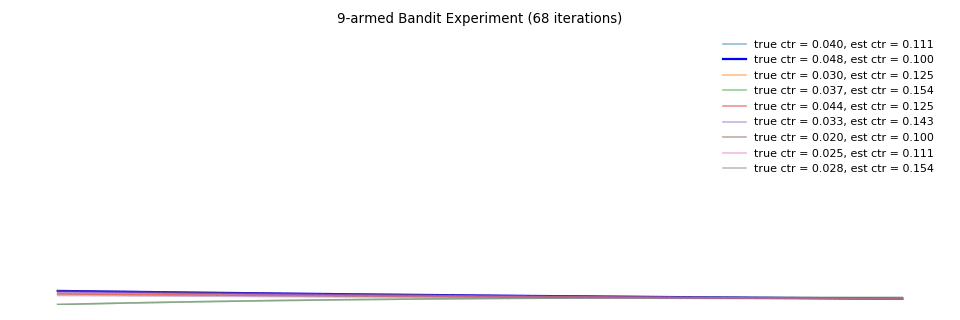 9-armed Bandit Experiment (68 iterations)
true ctr = 0.040, est ctr = 0.111
true ctr = 0.048, est ctr = 0.100
true ctr = 0.030, est ctr = 0.125
true ctr = 0.037, est ctr = 0.154
true ctr = 0.044, est ctr = 0.125
true ctr = 0.033, est ctr = 0.143
true ctr = 0.020, est ctr = 0.100
true ctr = 0.025, est ctr = 0.111
true ctr = 0.028, est ctr = 0.154